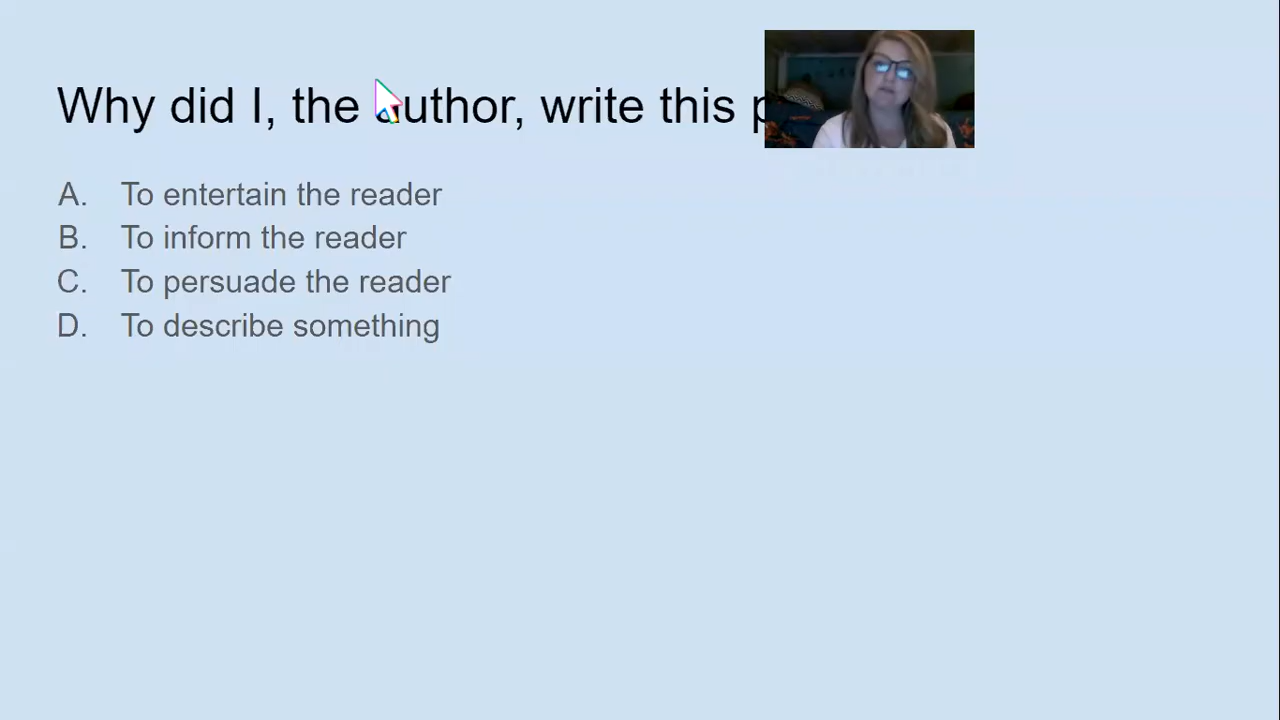 Why did I, the author, write this
A. To entertain the reader
B. To inform the reader
C. To persuade the reader
D. To describe something